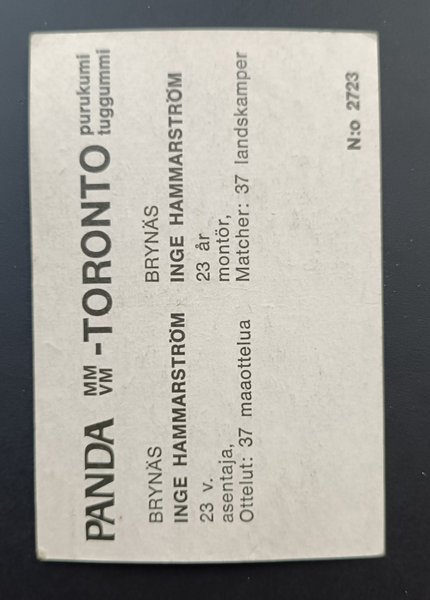 PANDA MM VM -TORONTO purukumi tuggummi
BRYNÄS
INGE HAMMARSTRÖM
23 v.
asentaja,
Ottelut: 37 maaottelua
BRYNÄS
INGE HAMMARSTRÖM
23 år
montör,
Matcher: 37 landskamper
N:o 2723